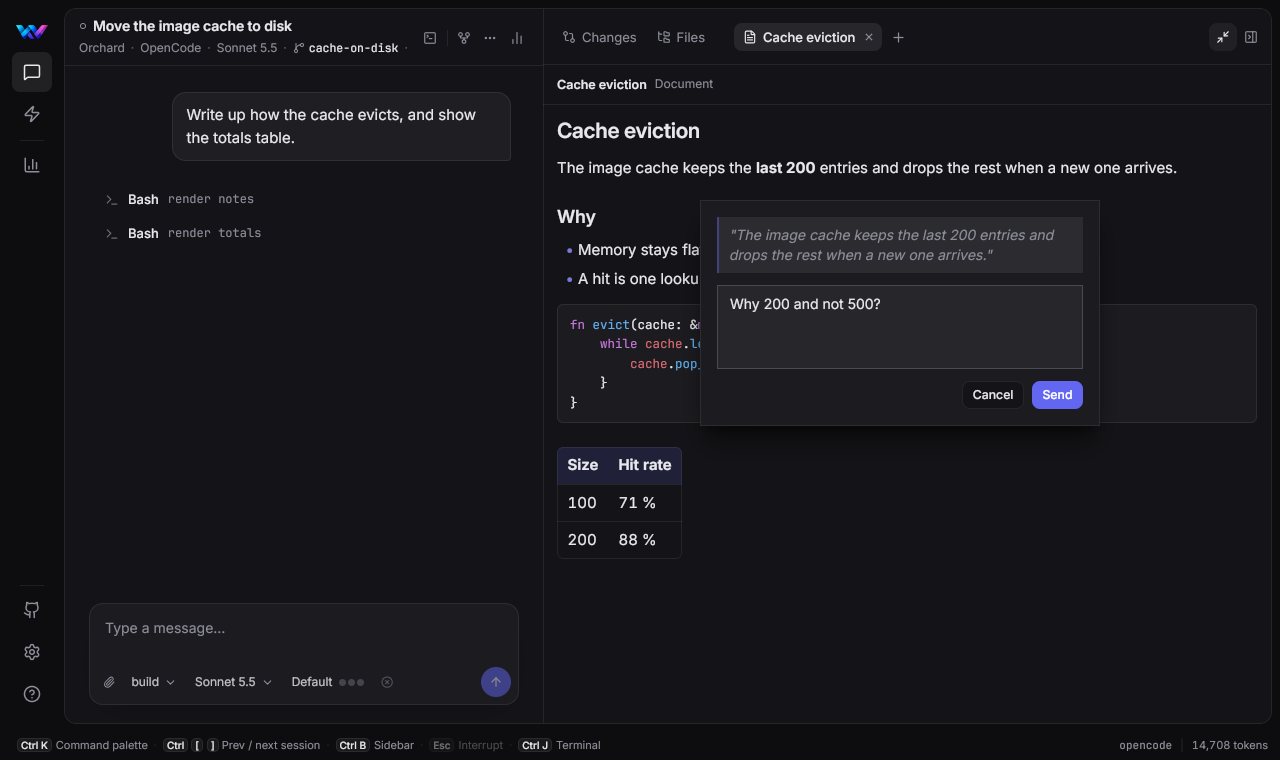 Move the image cache to disk
Orchard · OpenCode · Sonnet 5.5 · cache-on-disk ·
Changes
Files
Cache eviction
Cache eviction Document
Write up how the cache evicts, and show
the totals table.
Bash render notes
Bash render totals
Cache eviction
The image cache keeps the last 200 entries and drops the rest when a new one arrives.
Why
• Memory stays fla
• A hit is one looku
fn evict(cache: &
while cache.l
cache.pop_
}
}
"The image cache keeps the last 200 entries and
drops the rest when a new one arrives."
Why 200 and not 500?
Cancel Send
Size Hit rate
100 71 %
200 88 %
Type a message...
build Sonnet 5.5 Default
Ctrl K Command palette · Ctrl [ ] Prev / next session · Ctrl B Sidebar · Esc Interrupt · Ctrl J Terminal
opencode 14,708 tokens